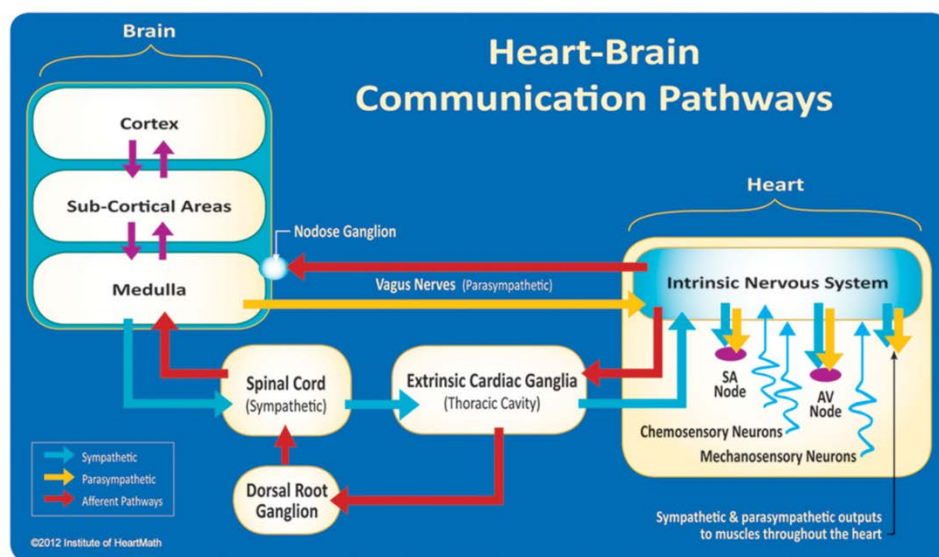 Brain
Heart-Brain
Communication Pathways
Cortex
Sub-Cortical Areas
Medulla
Nodose Ganglion
Vagus Nerves (Parasympathetic)
Heart
Intrinsic Nervous System
SA
Node
AV
Node
Chemosensory Neurons
Mechanosensory Neurons
Spinal Cord
(Sympathetic)
Extrinsic Cardiac Ganglia
(Thoracic Cavity)
Dorsal Root
Ganglion
Sympathetic
Parasympathetic
Afferent Pathways
Sympathetic & parasympathetic outputs
to muscles throughout the heart
©2012 Institute of HeartMath